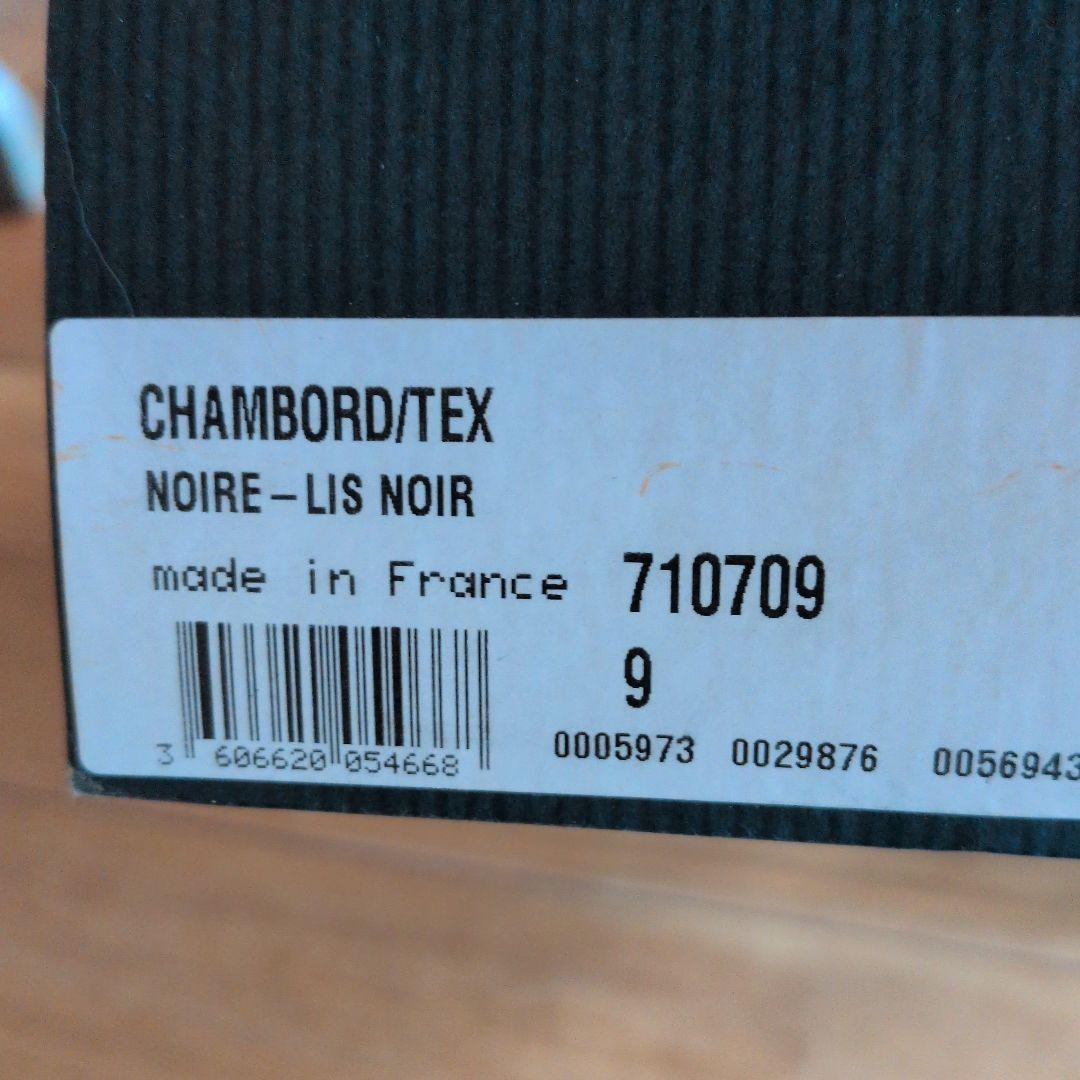 CHAMBORD/TEX
NOIRE – LIS NOIR
made in France 710709
9
3 606620 054668
0005973 0029876 0056943